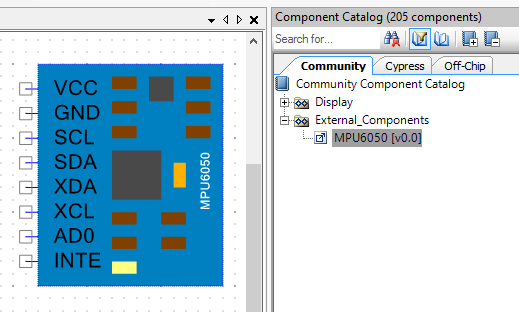 Component Catalog (205 components)
Search for...
Community
Cypress
Off-Chip
Community Component Catalog
Display
External_Components
MPU6050 [v0.0]
VCC
GND
SCL
SDA
XDA
XCL
AD0
INTE
MPU6050